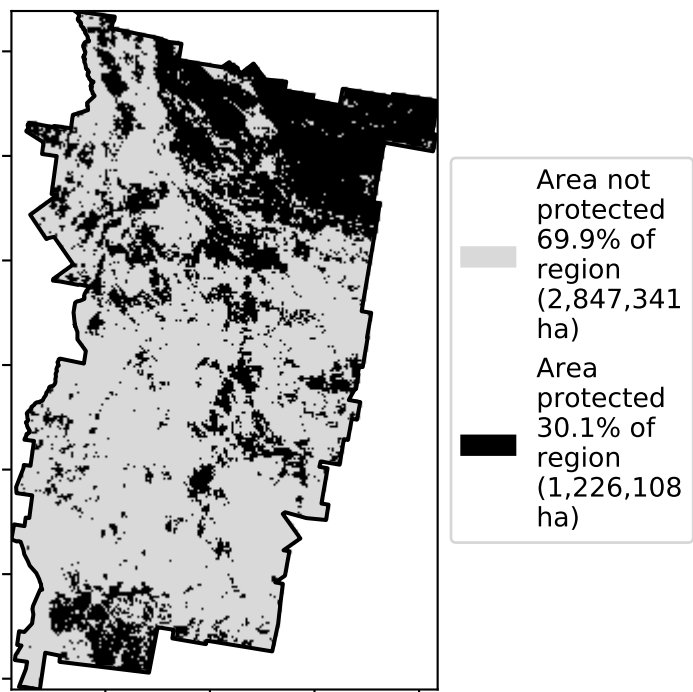 Area not
protected
69.9% of
region
(2,847,341
ha)
Area
protected
30.1% of
region
(1,226,108
ha)